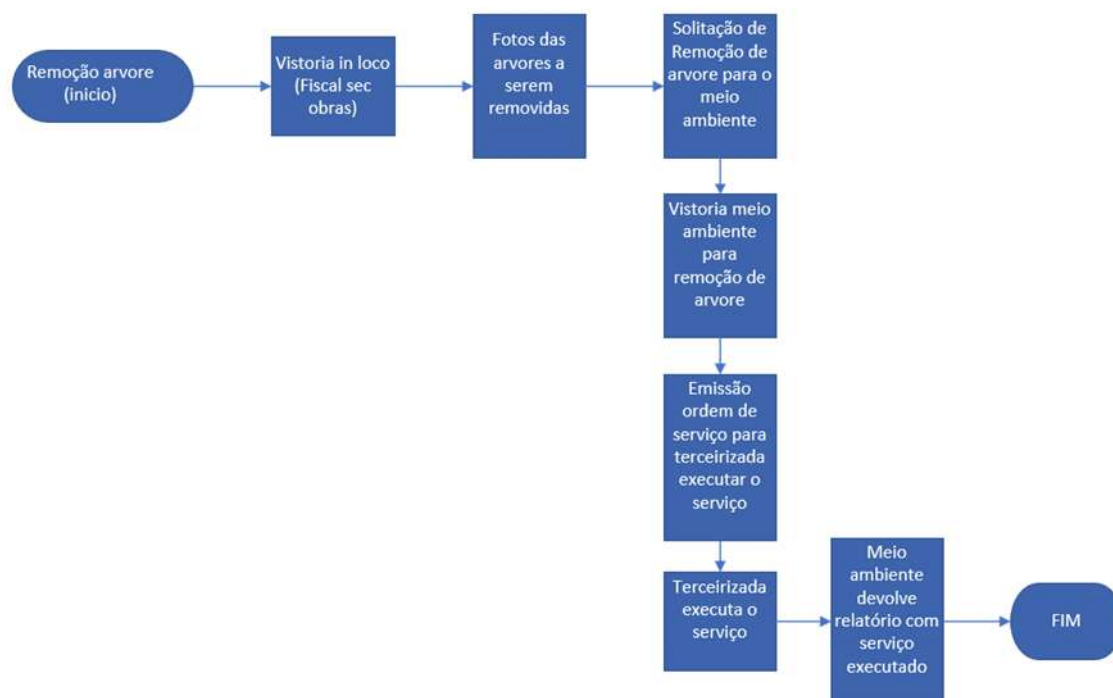 Remoção arvore
(inicio)
Vistoria in loco
(Fiscal sec
obras)
Fotos das
arvores a
serem
removidas
Solitação de
Remoção de
arvore para o
meio
ambiente
Vistoria meio
ambiente
para
remoção de
arvore
Emissão
ordem de
serviço para
terceirizada
executar o
serviço
Terceirizada
executa o
serviço
Meio
ambiente
devolve
relatório com
serviço
executado
FIM